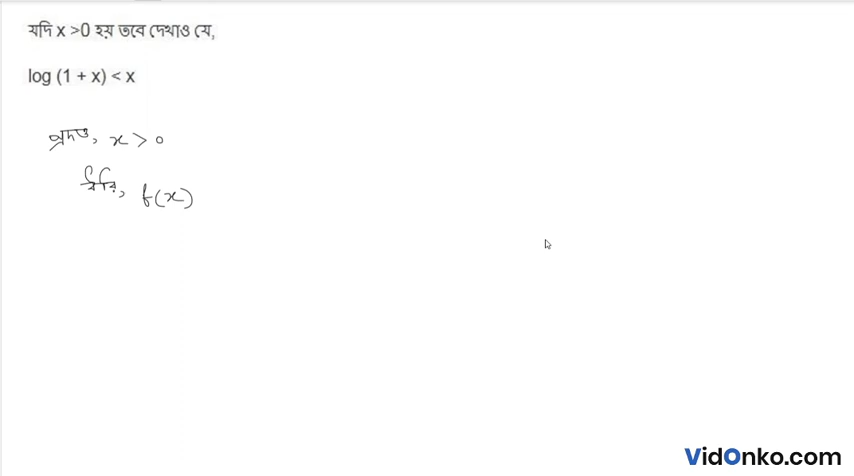 যদি x >0 হয় তবে দেখাও যে,
log (1 + x) < x
প্রদত্ত, x > 0
ধরি, f(x)
VidOnko.com